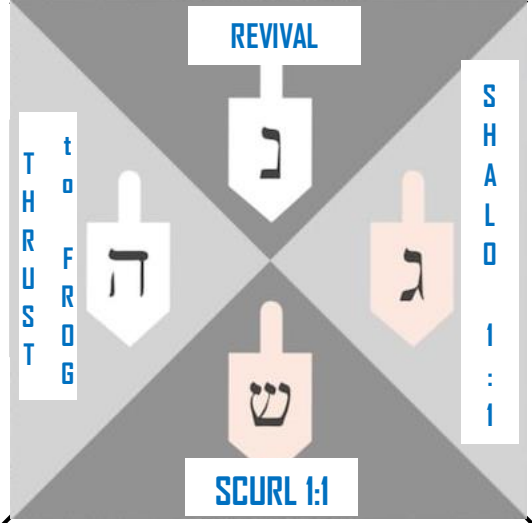 REVIVAL
נ
THRUST
to FROG
ה
ג
SHALO 1:1
ש
SCURL 1:1